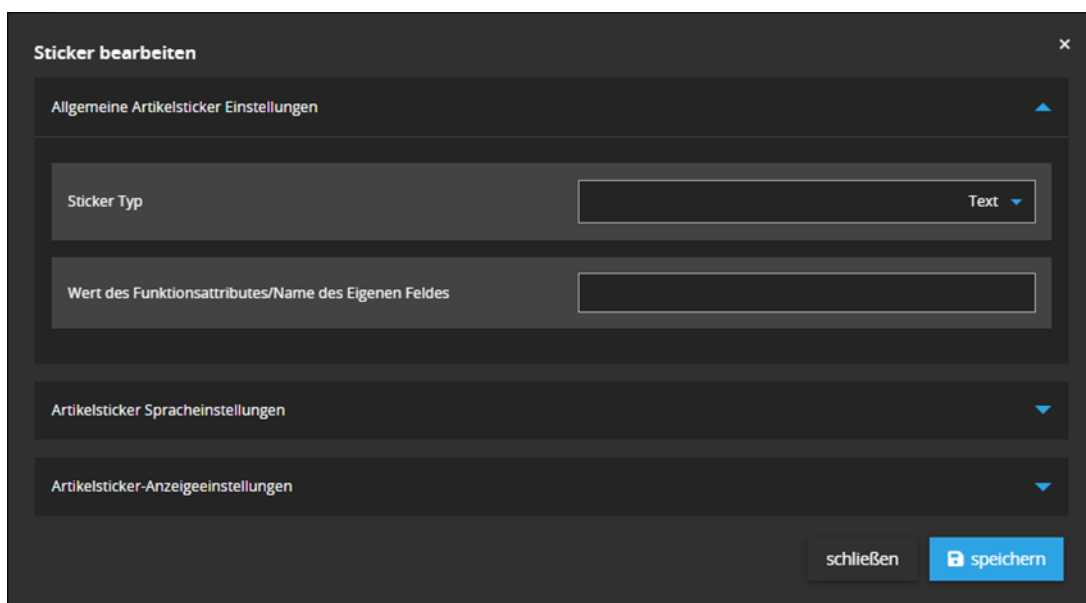 Sticker bearbeiten
×
Allgemeine Artikelsticker Einstellungen
Sticker Typ
Text
Wert des Funktionsattributes/Name des Eigenen Feldes
Artikelsticker Spracheinstellungen
Artikelsticker-Anzeigeeinstellungen
schließen
speichern